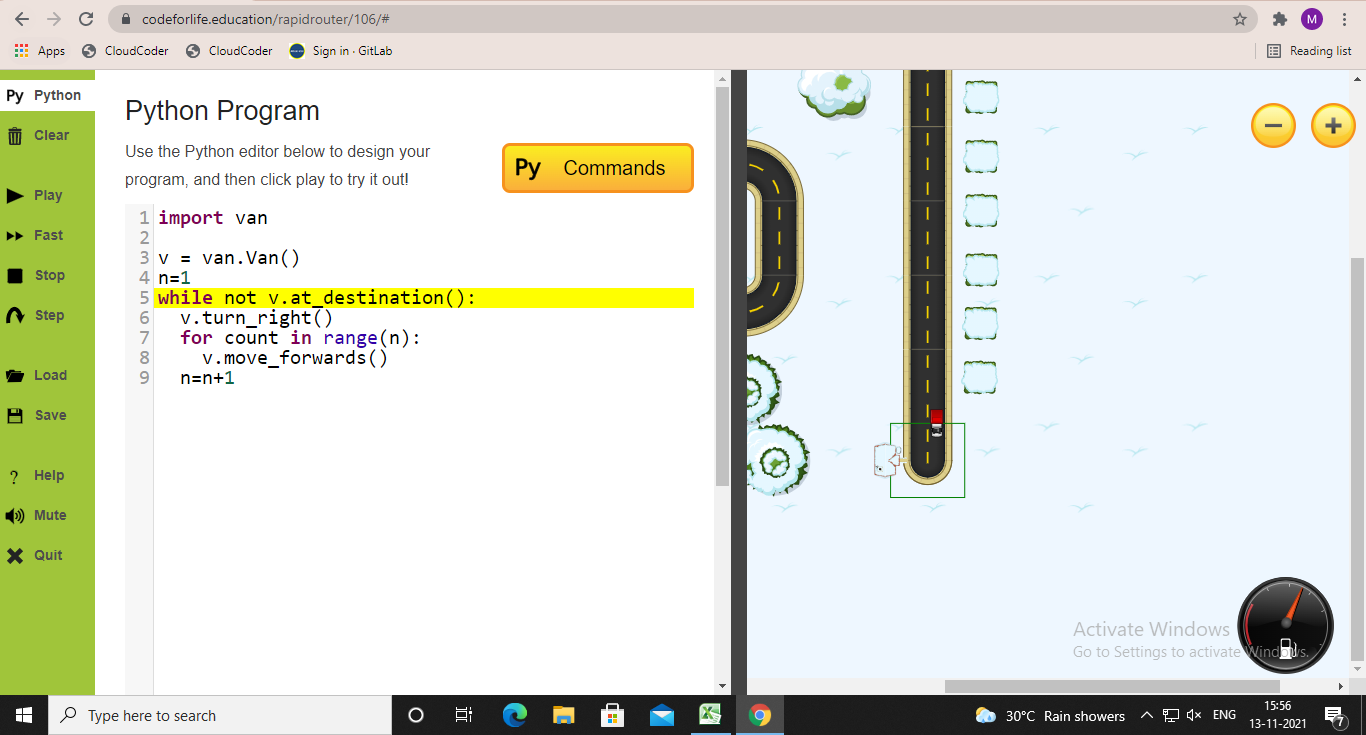 codeforlife.education/rapidrouter/106/#
M
Apps
CloudCoder
CloudCoder
Sign in · GitLab
Reading list
Py Python
Clear
Play
Fast
Stop
Step
Load
Save
? Help
Mute
Quit
Python Program
Use the Python editor below to design your
program, and then click play to try it out!
Py Commands
1 import van
2
3 v = van.Van()
4 n=1
5 while not v.at_destination():
6   v.turn_right()
7   for count in range(n):
8     v.move_forwards()
9   n=n+1
Activate Windows
Go to Settings to activate Windows.
Type here to search
30°C Rain showers
ENG
15:56
13-11-2021
7